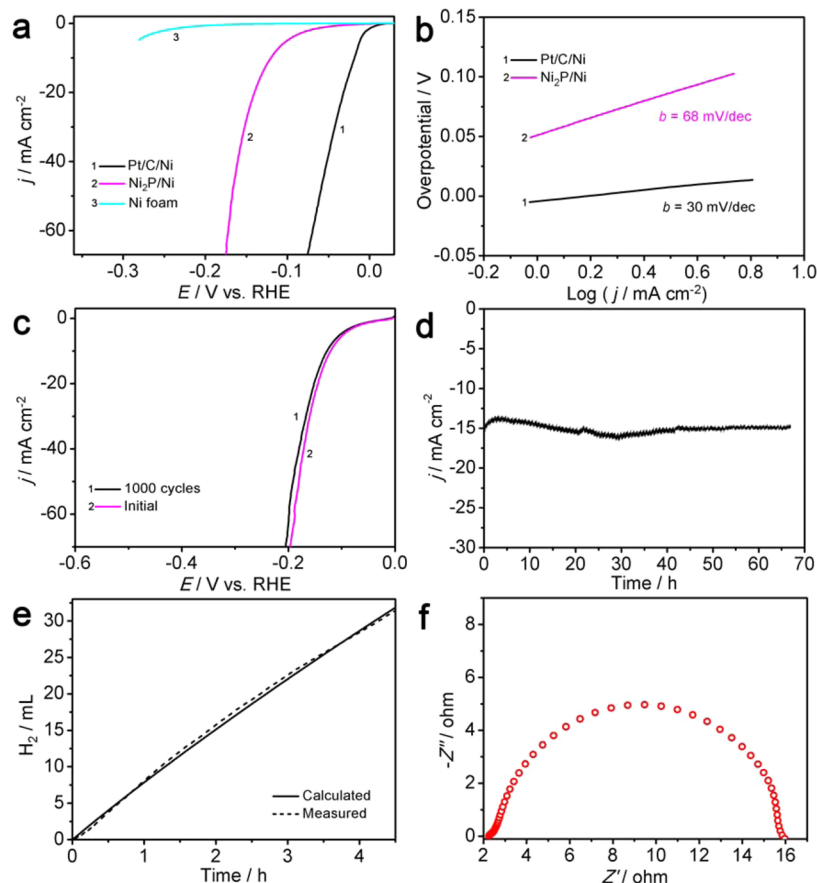 a
0
-20
-40
-60
j / mA cm⁻²
-0.3
-0.2
-0.1
0.0
E / V vs. RHE
3
2
1
1 Pt/C/Ni
2 Ni₂P/Ni
3 Ni foam
b
0.15
0.10
0.05
0.00
-0.05
Overpotential / V
-0.2
0.0
0.2
0.4
0.6
0.8
1.0
Log ( j / mA cm⁻²)
1 Pt/C/Ni
2 Ni₂P/Ni
b = 68 mV/dec
2
1
b = 30 mV/dec
c
0
-20
-40
-60
j / mA cm⁻²
-0.6
-0.4
-0.2
0.0
E / V vs. RHE
1
2
1 1000 cycles
2 Initial
d
0
-5
-10
-15
-20
-25
-30
j / mA cm⁻²
0
10
20
30
40
50
60
70
Time / h
e
30
25
20
15
10
5
0
H₂ / mL
0
1
2
3
4
Time / h
Calculated
Measured
f
8
6
4
2
0
-Z'' / ohm
2
4
6
8
10
12
14
16
Z' / ohm